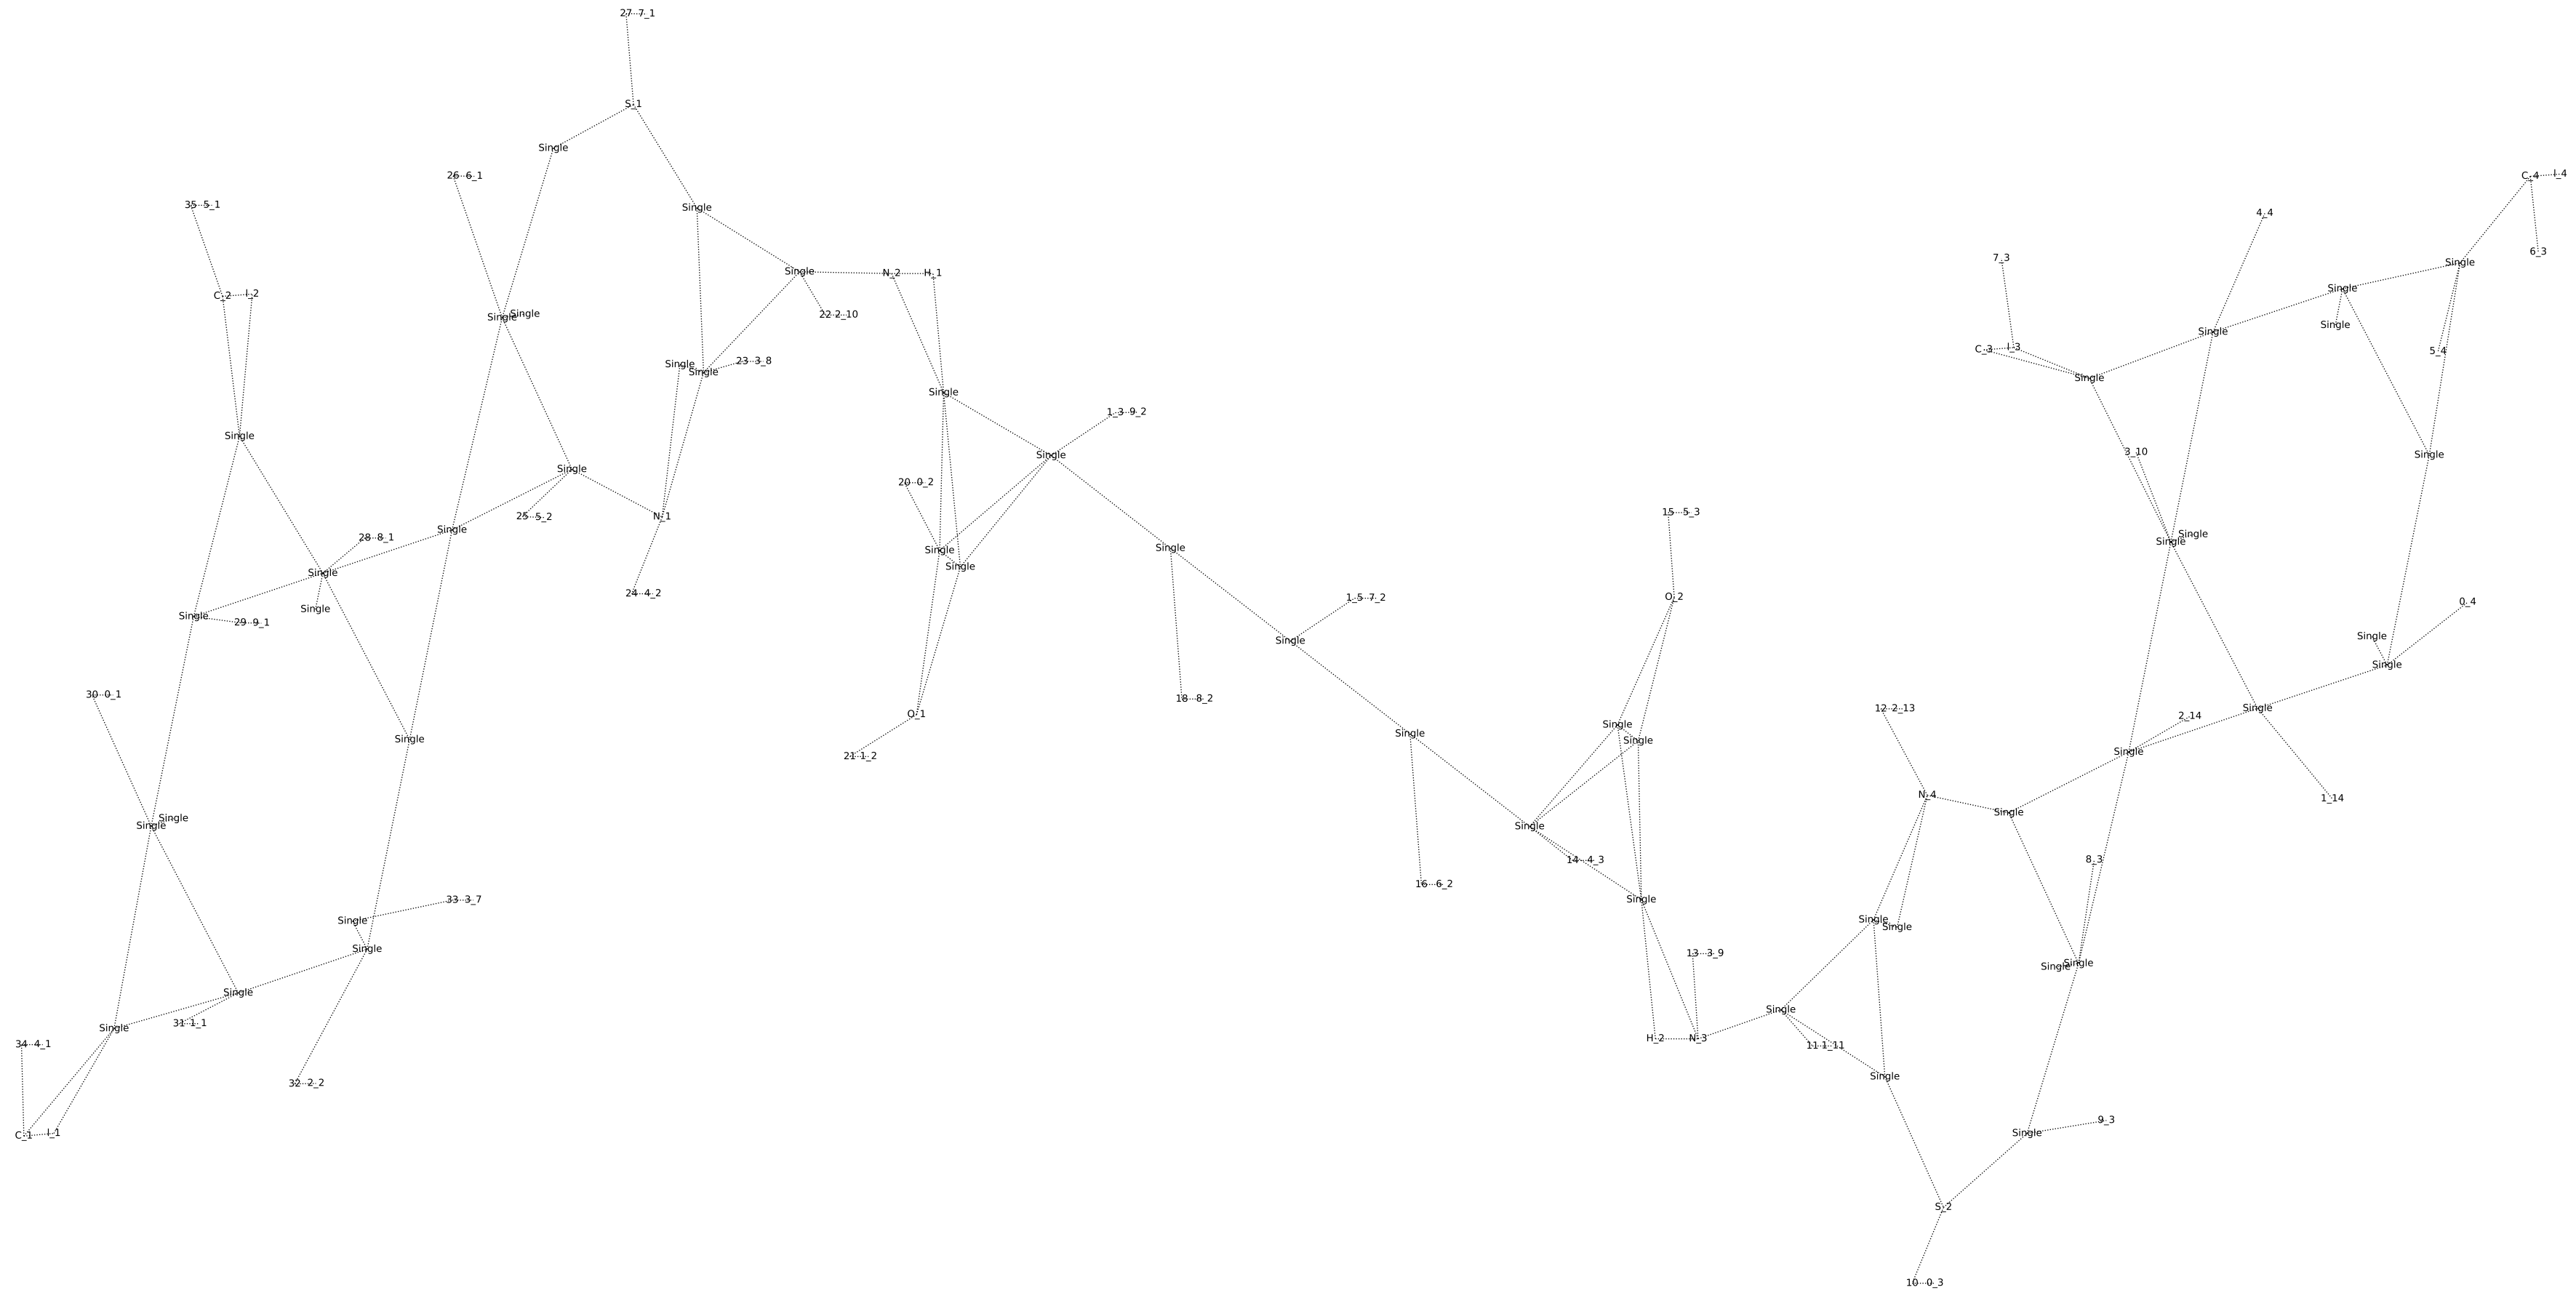 27 7_1
S_1
Single
26 6_1
C_4 I_4
35 5_1
Single
4_4
6_3
7_3
Single
Single
N_2 H_1
Single
C_2 I_2
22 2_10
Single Single
Single
Single
C_3 I_3
5_4
23 3_8
Single
Single
Single
Single
1_3 9_2
Single
3_10
Single
Single
Single
20 0_2
15 5_3
25 5_2
N_1
Single
Single
28 8_1
Single
Single
Single
Single
Single
24 4_2
O_2
1_5 7_2
0_4
Single
Single
29 9_1
Single
Single
Single
30 0_1
18 8_2
12 2_13
Single
O_1
2_14
Single
Single
Single
Single
Single
21 1_2
N_4
1_14
Single
Single
Single
Single
14 4_3
8_3
16 6_2
33 3_7
Single
Single
Single
Single
Single
13 3_9
Single
Single
Single
Single
Single
31 1_1
Single
H_2 N_3
34 4_1
11 1_11
Single
32 2_2
9_3
C_1 I_1
Single
S_2
10 0_3